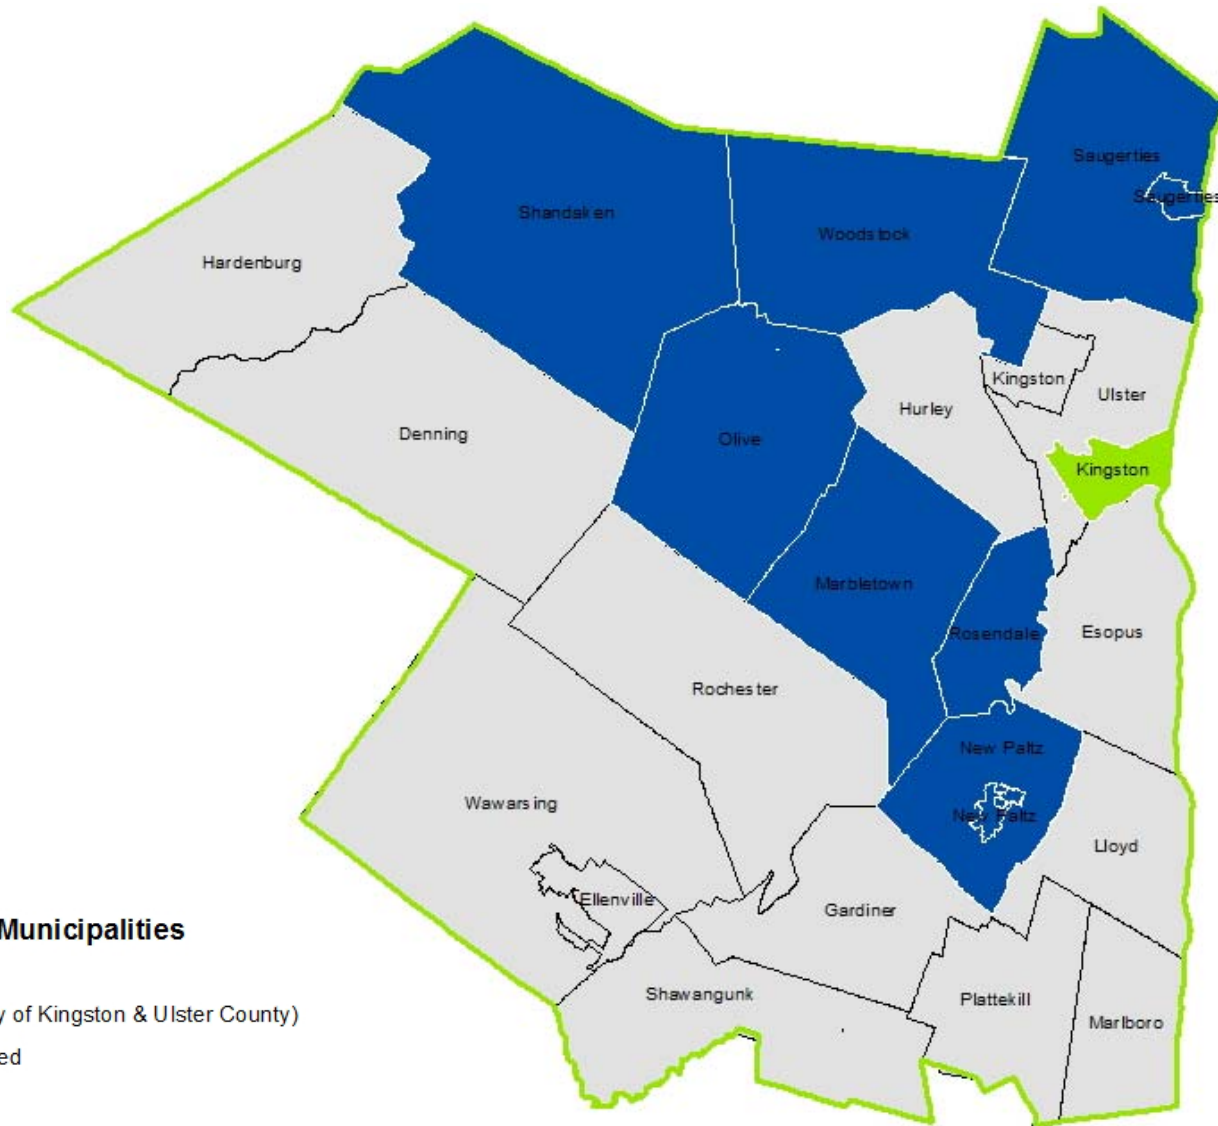 Saugerties
Saugerties
Shandaken
Woodstock
Hardenburg
Kingston
Ulster
Hurley
Denning
Olive
Kingston
Marbletown
Rosendale
Esopus
Rochester
New Paltz
New Paltz
Wawarsing
Lloyd
Ellenville
Gardiner
Municipalities
Shawangunk
Plattekill
y of Kingston & Ulster County)
Marlboro
ed